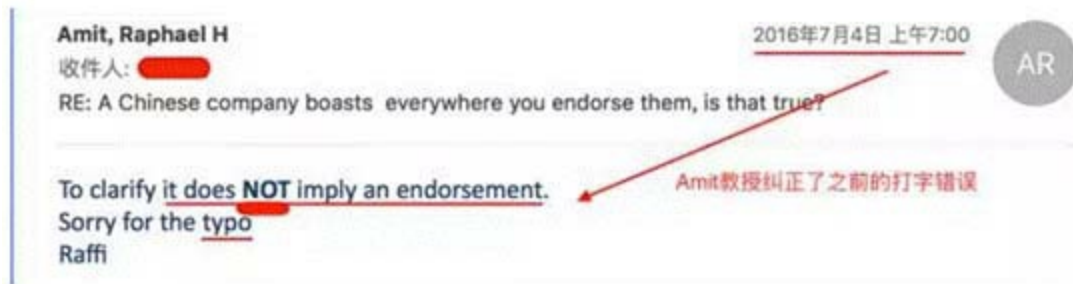 Amit, Raphael H
2016年7月4日 上午7:00
AR
收件人:
RE: A Chinese company boasts everywhere you endorse them, is that true?
To clarify it does NOT imply an endorsement.
Amit教授纠正了之前的打字错误
Sorry for the typo
Raffi